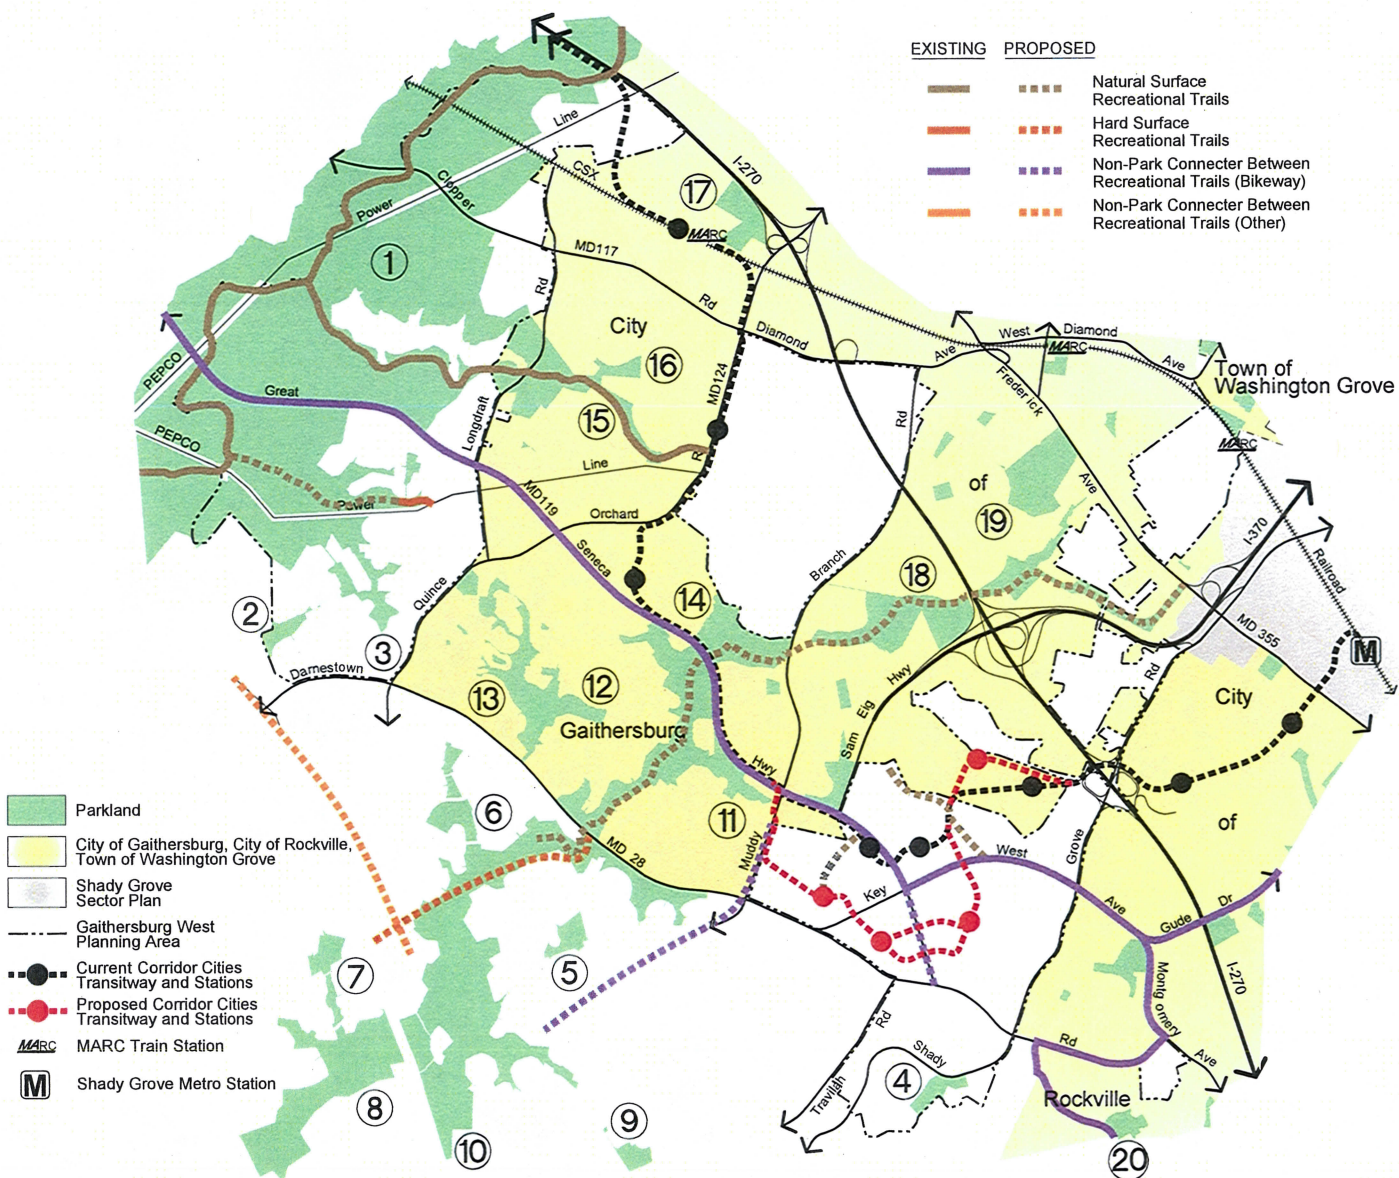 EXISTING PROPOSED
Natural Surface
Recreational Trails
Hard Surface
Recreational Trails
Non-Park Connecter Between
Recreational Trails (Bikeway)
Non-Park Connecter Between
Recreational Trails (Other)
Line
I-270
CSX
17
Clopper
Power
MARC
1
MD117
Rd
Rd
City
Diamond
West
Diamond
Ave
MARC
Ave
Town of
Washington Grove
PEPCO
16
MD124
Frederick
Great
Longdraft
15
Rd
PEPCO
MARC
Line
R
Ave
of
Power
MD119
19
Orchard
I-370
Seneca
Railroad
Branch
18
Quince
14
2
MD 355
3
Darnestown
M
12
Hwy
Rd
13
City
Gaithersburg
Eig
Sam
Hwy
Parkland
6
11
of
City of Gaithersburg, City of Rockville,
Town of Washington Grove
MD 28
Muddy
West
Grove
Shady Grove
Sector Plan
Key
Ave
Gude
Dr
Gaithersburg West
Planning Area
7
5
Current Corridor Cities
Transitway and Stations
Montgomery
I-270
Proposed Corridor Cities
Transitway and Stations
Rd
MARC
MARC Train Station
Shady
Rd
Ave
M
Shady Grove Metro Station
4
Travilah
Rockville
8
9
10
20